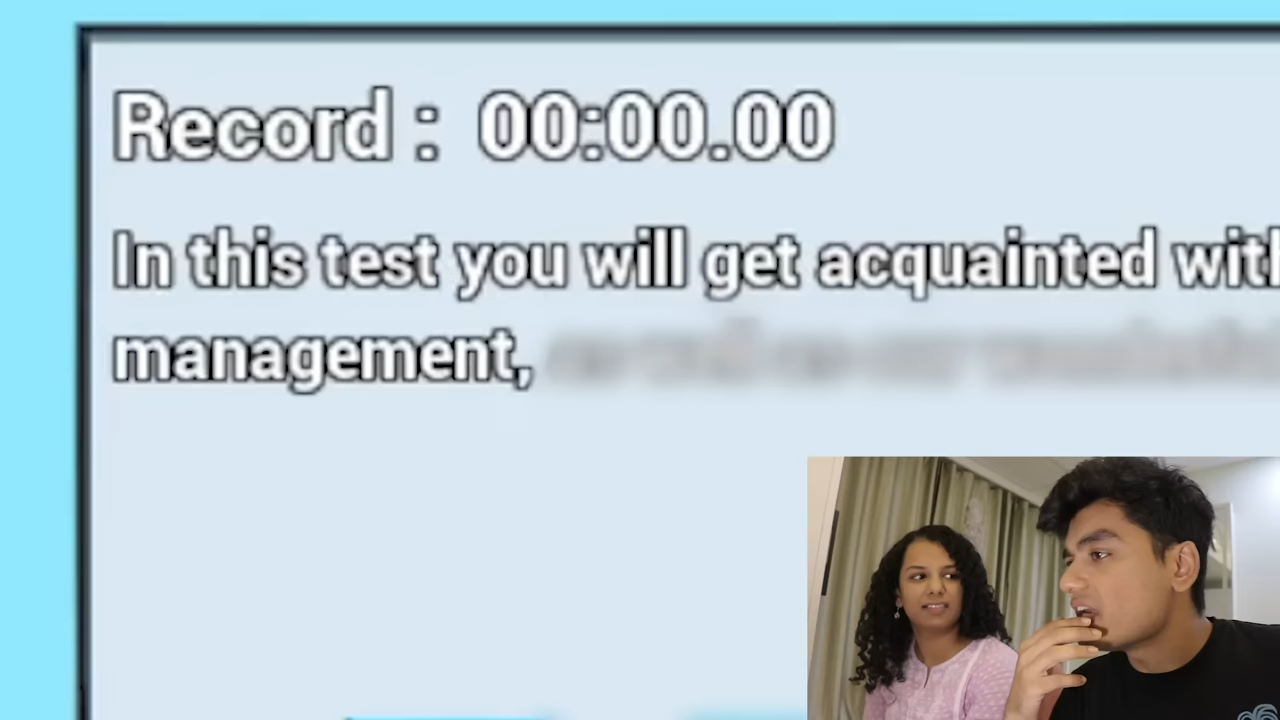 Record : 00:00.00
In this test you will get acquainted with
management,